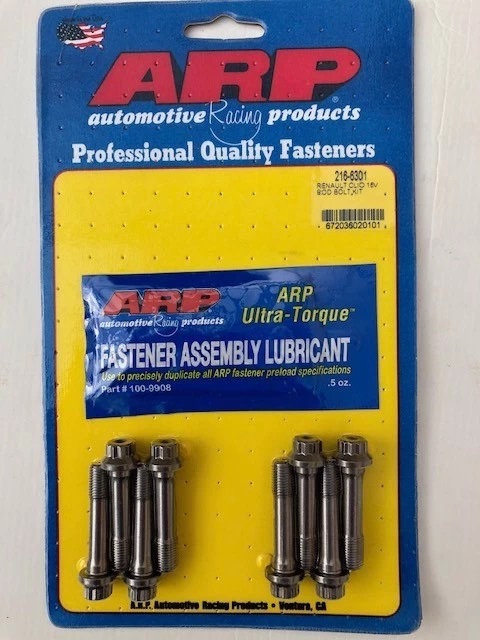 ARP
automotive Racing products
Professional Quality Fasteners
216-6301
RENAULT CLIO 16V
ROD BOLT KIT
672036020101
ARP
automotive Racing products
ARP
Ultra-Torque™
FASTENER ASSEMBLY LUBRICANT
Use to precisely duplicate all ARP fastener preload specifications
Part # 100-9908
.5 oz.
A.R.P. Automotive Racing Products • Ventura, CA